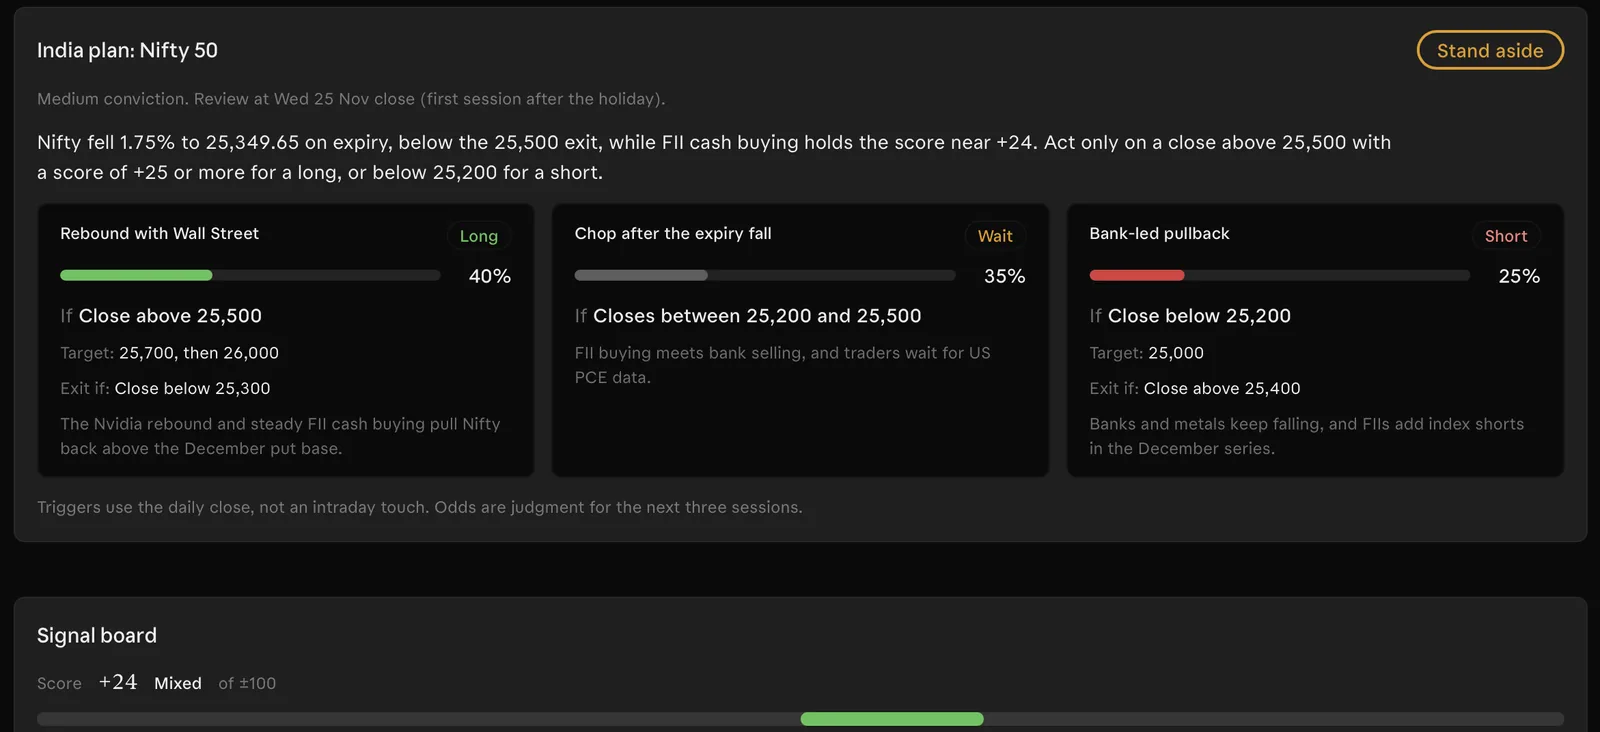 India plan: Nifty 50
Stand aside
Medium conviction. Review at Wed 25 Nov close (first session after the holiday).
Nifty fell 1.75% to 25,349.65 on expiry, below the 25,500 exit, while FII cash buying holds the score near +24. Act only on a close above 25,500 with
a score of +25 or more for a long, or below 25,200 for a short.
Rebound with Wall Street
Long
40%
If Close above 25,500
Target: 25,700, then 26,000
Exit if: Close below 25,300
The Nvidia rebound and steady FII cash buying pull Nifty
back above the December put base.
Chop after the expiry fall
Wait
35%
If Closes between 25,200 and 25,500
FII buying meets bank selling, and traders wait for US
PCE data.
Bank-led pullback
Short
25%
If Close below 25,200
Target: 25,000
Exit if: Close above 25,400
Banks and metals keep falling, and FIIs add index shorts
in the December series.
Triggers use the daily close, not an intraday touch. Odds are judgment for the next three sessions.
Signal board
Score +24 Mixed of ±100